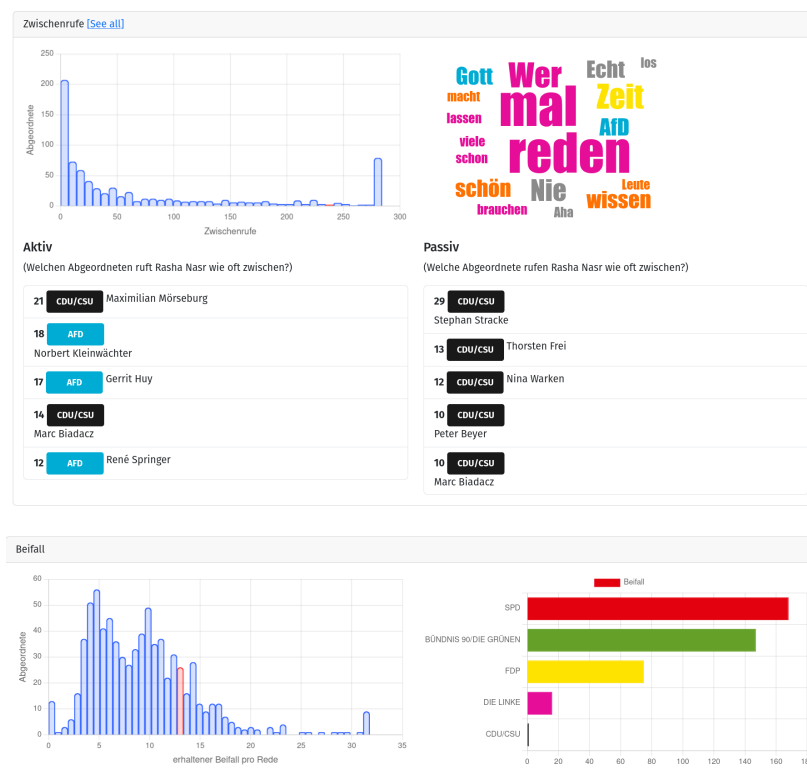 Zwischenrufe [See all]
250
200
150
100
50
0
Abgeordnete
0 50 100 150 200 250 300
Zwischenrufe
Gott Wer Echt los
macht mal Zeit
lassen AfD
viele reden
schon
schön Nie Leute
wissen
brauchen Aha
Aktiv
(Welchen Abgeordneten ruft Rasha Nasr wie oft zwischen?)
21 CDU/CSU Maximilian Mörseburg
18 AFD
Norbert Kleinwächter
17 AFD Gerrit Huy
14 CDU/CSU
Marc Biadacz
12 AFD René Springer
Passiv
(Welche Abgeordnete rufen Rasha Nasr wie oft zwischen?)
29 CDU/CSU
Stephan Stracke
13 CDU/CSU Thorsten Frei
12 CDU/CSU Nina Warken
10 CDU/CSU
Peter Beyer
10 CDU/CSU
Marc Biadacz
Beifall
60
50
40
30
20
10
0
Abgeordnete
0 5 10 15 20 25 30 35
erhaltener Beifall pro Rede
Beifall
SPD
BÜNDNIS 90/DIE GRÜNEN
FDP
DIE LINKE
CDU/CSU
0 20 40 60 80 100 120 140 160